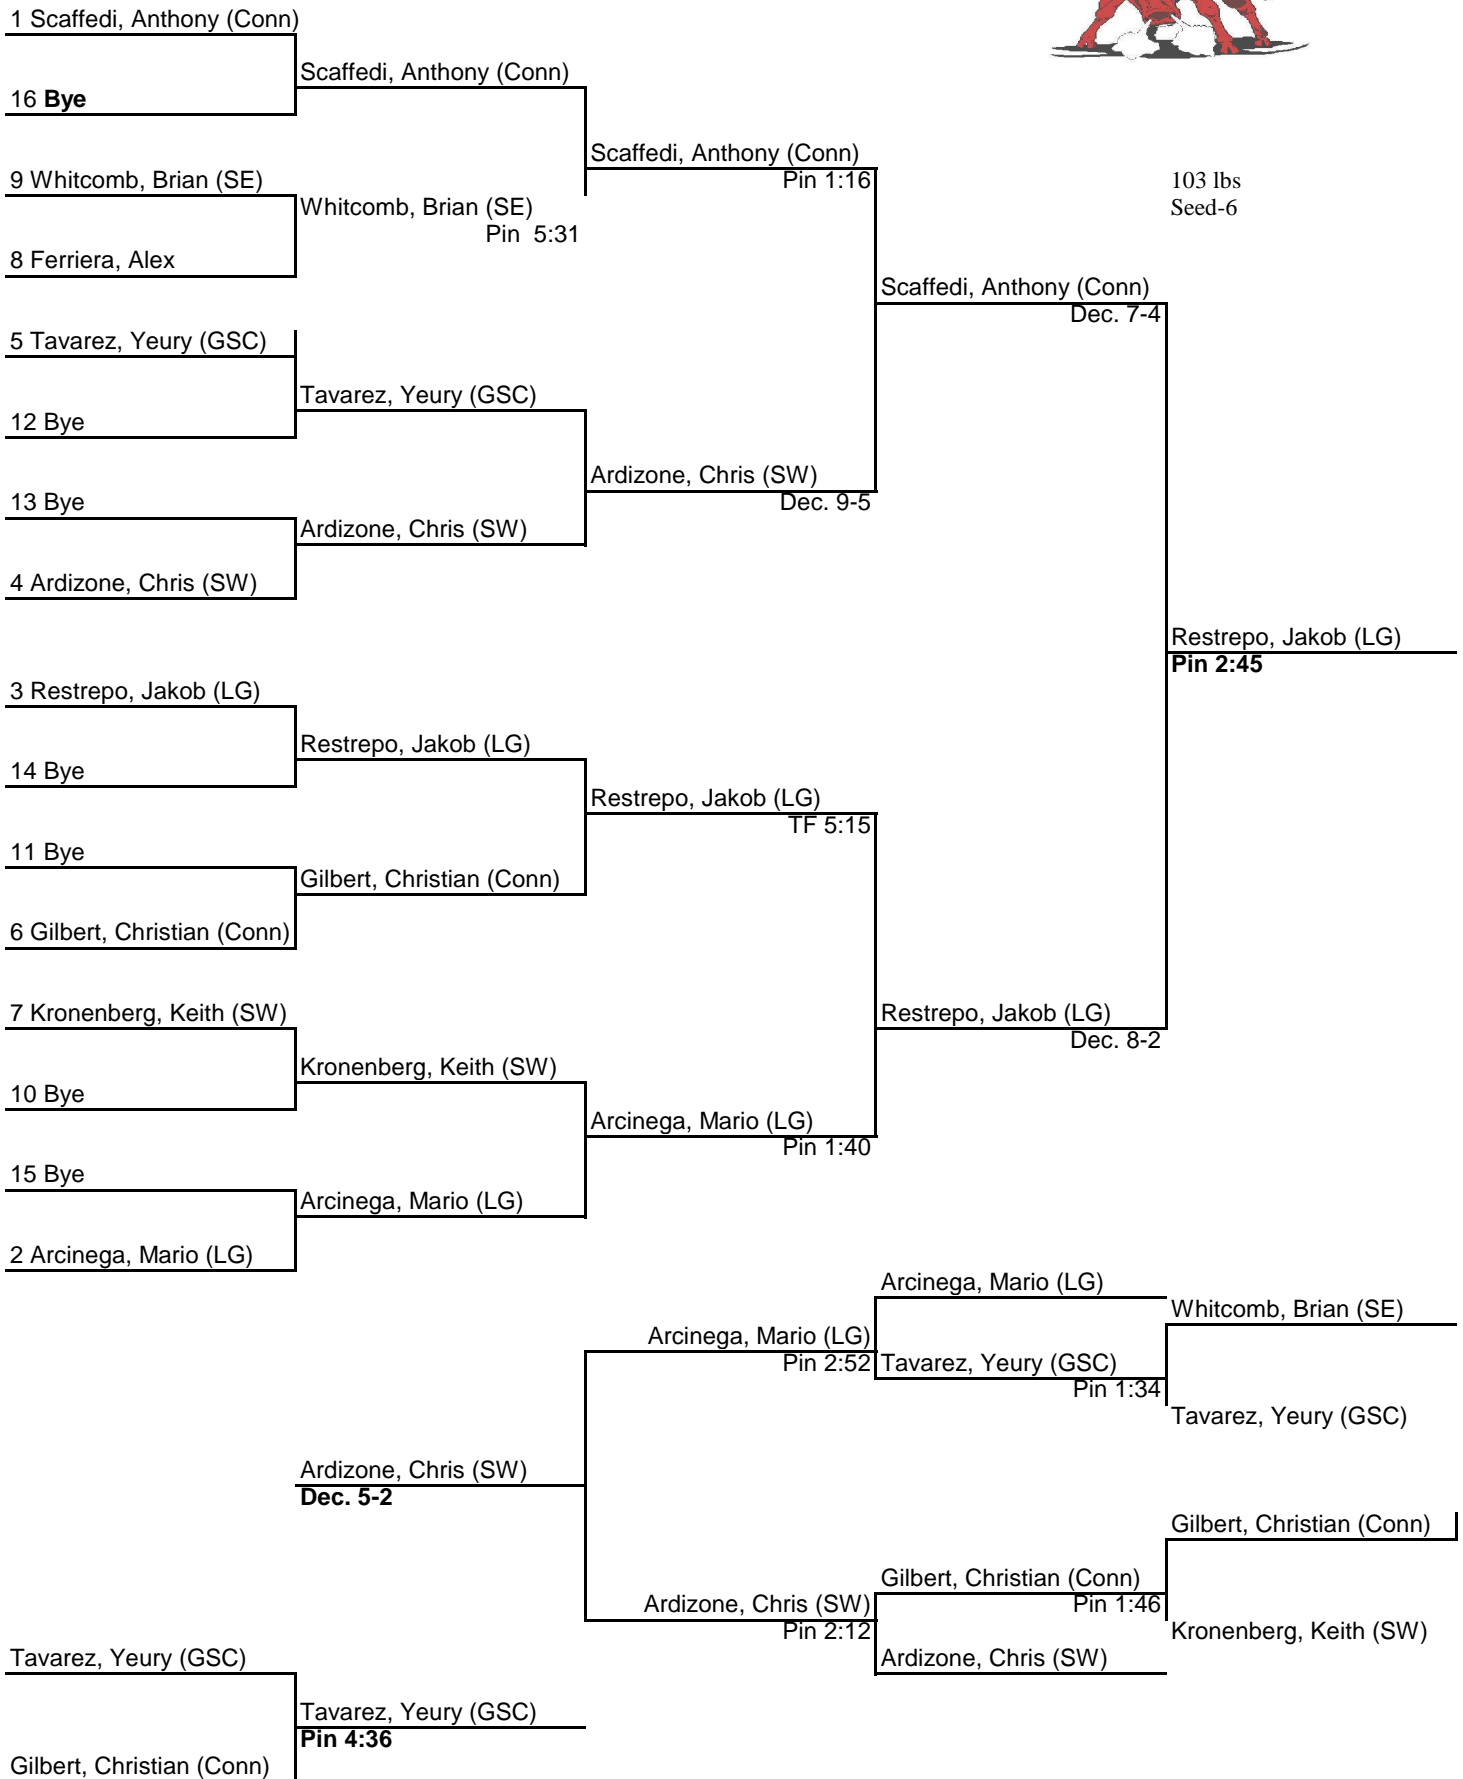 1 Scaffedi, Anthony (Conn)
Scaffedi, Anthony (Conn)
16 Bye
Scaffedi, Anthony (Conn)
Pin 1:16
9 Whitcomb, Brian (SE)
103 lbs
Seed-6
Whitcomb, Brian (SE)
Pin 5:31
8 Ferriera, Alex
Scaffedi, Anthony (Conn)
Dec. 7-4
5 Tavarez, Yeury (GSC)
Tavarez, Yeury (GSC)
12 Bye
Ardizone, Chris (SW)
Dec. 9-5
13 Bye
Ardizone, Chris (SW)
4 Ardizone, Chris (SW)
Restrepo, Jakob (LG)
Pin 2:45
3 Restrepo, Jakob (LG)
Restrepo, Jakob (LG)
14 Bye
Restrepo, Jakob (LG)
TF 5:15
11 Bye
Gilbert, Christian (Conn)
6 Gilbert, Christian (Conn)
7 Kronenberg, Keith (SW)
Restrepo, Jakob (LG)
Dec. 8-2
Kronenberg, Keith (SW)
10 Bye
Arcinega, Mario (LG)
Pin 1:40
15 Bye
Arcinega, Mario (LG)
2 Arcinega, Mario (LG)
Arcinega, Mario (LG)
Whitcomb, Brian (SE)
Arcinega, Mario (LG)
Pin 2:52
Tavarez, Yeury (GSC)
Pin 1:34
Tavarez, Yeury (GSC)
Ardizone, Chris (SW)
Dec. 5-2
Gilbert, Christian (Conn)
Gilbert, Christian (Conn)
Pin 1:46
Ardizone, Chris (SW)
Pin 2:12
Kronenberg, Keith (SW)
Ardizone, Chris (SW)
Tavarez, Yeury (GSC)
Tavarez, Yeury (GSC)
Pin 4:36
Gilbert, Christian (Conn)